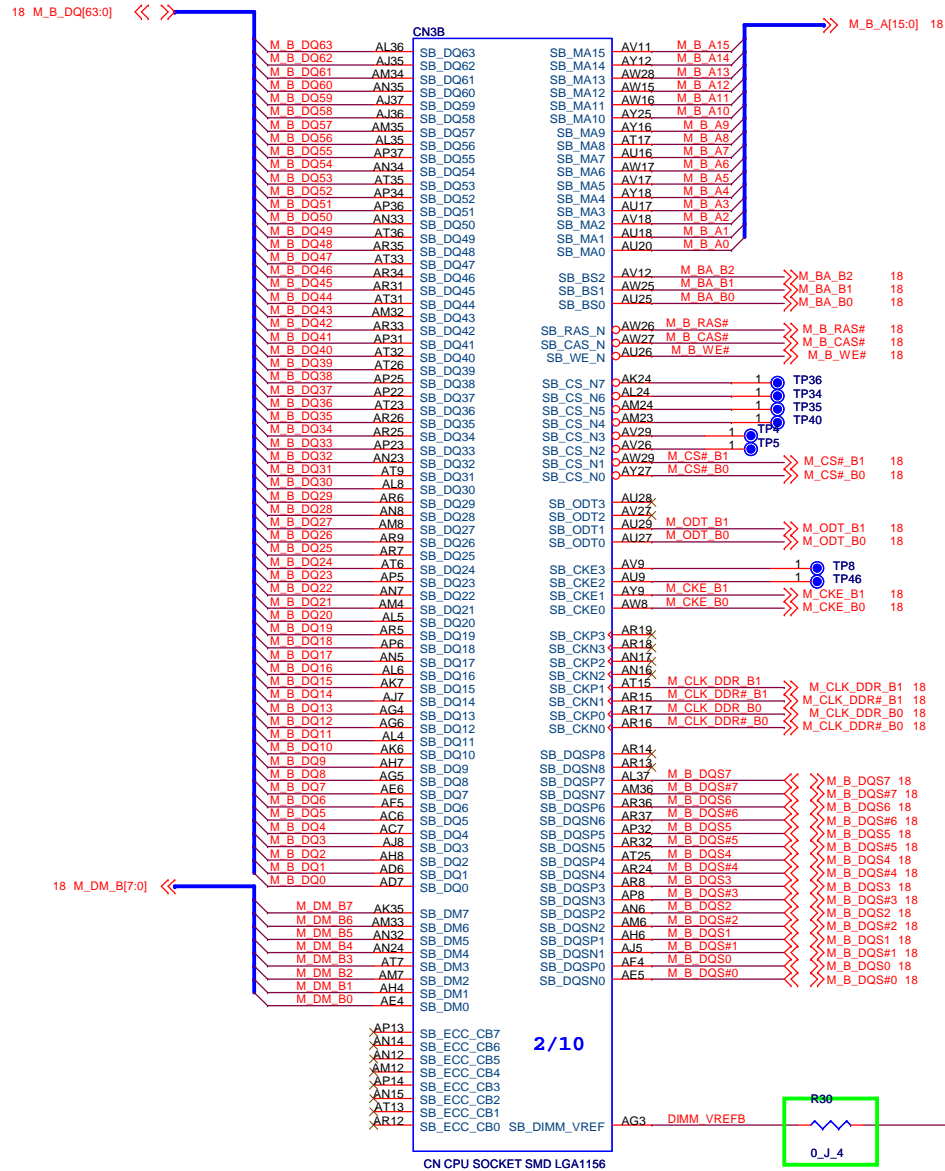 18 M_B_DQ[63:0]
CN3B
M_B_DQ63 AL36 SB_DQ63
M_B_DQ62 AJ35 SB_DQ62
M_B_DQ61 AM34 SB_DQ61
M_B_DQ60 AN35 SB_DQ60
M_B_DQ59 AJ37 SB_DQ59
M_B_DQ58 AJ36 SB_DQ58
M_B_DQ57 AM35 SB_DQ57
M_B_DQ56 AL35 SB_DQ56
M_B_DQ55 AP37 SB_DQ55
M_B_DQ54 AN34 SB_DQ54
M_B_DQ53 AT35 SB_DQ53
M_B_DQ52 AP34 SB_DQ52
M_B_DQ51 AP36 SB_DQ51
M_B_DQ50 AN33 SB_DQ50
M_B_DQ49 AT36 SB_DQ49
M_B_DQ48 AR35 SB_DQ48
M_B_DQ47 AT33 SB_DQ47
M_B_DQ46 AR34 SB_DQ46
M_B_DQ45 AR31 SB_DQ45
M_B_DQ44 AT31 SB_DQ44
M_B_DQ43 AM32 SB_DQ43
M_B_DQ42 AR33 SB_DQ42
M_B_DQ41 AP31 SB_DQ41
M_B_DQ40 AT32 SB_DQ40
M_B_DQ39 AT26 SB_DQ39
M_B_DQ38 AP25 SB_DQ38
M_B_DQ37 AP22 SB_DQ37
M_B_DQ36 AT23 SB_DQ36
M_B_DQ35 AR26 SB_DQ35
M_B_DQ34 AR25 SB_DQ34
M_B_DQ33 AP23 SB_DQ33
M_B_DQ32 AN23 SB_DQ32
M_B_DQ31 AT9 SB_DQ31
M_B_DQ30 AL8 SB_DQ30
M_B_DQ29 AR6 SB_DQ29
M_B_DQ28 AN8 SB_DQ28
M_B_DQ27 AM8 SB_DQ27
M_B_DQ26 AR9 SB_DQ26
M_B_DQ25 AR7 SB_DQ25
M_B_DQ24 AT6 SB_DQ24
M_B_DQ23 AP5 SB_DQ23
M_B_DQ22 AN7 SB_DQ22
M_B_DQ21 AM4 SB_DQ21
M_B_DQ20 AL5 SB_DQ20
M_B_DQ19 AR5 SB_DQ19
M_B_DQ18 AP6 SB_DQ18
M_B_DQ17 AN5 SB_DQ17
M_B_DQ16 AL6 SB_DQ16
M_B_DQ15 AK7 SB_DQ15
M_B_DQ14 AJ7 SB_DQ14
M_B_DQ13 AG4 SB_DQ13
M_B_DQ12 AG6 SB_DQ12
M_B_DQ11 AL4 SB_DQ11
M_B_DQ10 AK6 SB_DQ10
M_B_DQ9 AH7 SB_DQ9
M_B_DQ8 AG5 SB_DQ8
M_B_DQ7 AE6 SB_DQ7
M_B_DQ6 AF5 SB_DQ6
M_B_DQ5 AC6 SB_DQ5
M_B_DQ4 AC7 SB_DQ4
M_B_DQ3 AJ8 SB_DQ3
M_B_DQ2 AH8 SB_DQ2
M_B_DQ1 AD6 SB_DQ1
M_B_DQ0 AD7 SB_DQ0
18 M_DM_B[7:0]
M_DM_B7 AK35 SB_DM7
M_DM_B6 AM33 SB_DM6
M_DM_B5 AN32 SB_DM5
M_DM_B4 AN24 SB_DM4
M_DM_B3 AT7 SB_DM3
M_DM_B2 AM7 SB_DM2
M_DM_B1 AH4 SB_DM1
M_DM_B0 AE4 SB_DM0
AP13 SB_ECC_CB7
AN14 SB_ECC_CB6
AN12 SB_ECC_CB5
AM12 SB_ECC_CB4
AP14 SB_ECC_CB3
AN15 SB_ECC_CB2
AT13 SB_ECC_CB1
AR12 SB_ECC_CB0
M_B_A[15:0] 18
SB_MA15 AV11 M_B_A15
SB_MA14 AY12 M_B_A14
SB_MA13 AW28 M_B_A13
SB_MA12 AW15 M_B_A12
SB_MA11 AW16 M_B_A11
SB_MA10 AY25 M_B_A10
SB_MA9 AY16 M_B_A9
SB_MA8 AT17 M_B_A8
SB_MA7 AU16 M_B_A7
SB_MA6 AW17 M_B_A6
SB_MA5 AV17 M_B_A5
SB_MA4 AY18 M_B_A4
SB_MA3 AU17 M_B_A3
SB_MA2 AV18 M_B_A2
SB_MA1 AU18 M_B_A1
SB_MA0 AU20 M_B_A0
SB_BS2 AV12 M_BA_B2 M_BA_B2 18
SB_BS1 AW25 M_BA_B1 M_BA_B1 18
SB_BS0 AU25 M_BA_B0 M_BA_B0 18
SB_RAS_N AW26 M_B_RAS# M_B_RAS# 18
SB_CAS_N AW27 M_B_CAS# M_B_CAS# 18
SB_WE_N AU26 M_B_WE# M_B_WE# 18
SB_CS_N7 AK24 1 TP36
SB_CS_N6 AL24 1 TP34
SB_CS_N5 AM24 1 TP35
SB_CS_N4 AM23 1 TP40
SB_CS_N3 AV29 1 TP4
SB_CS_N2 AV26 1 TP5
SB_CS_N1 AW29 M_CS#_B1 M_CS#_B1 18
SB_CS_N0 AY27 M_CS#_B0 M_CS#_B0 18
SB_ODT3 AU28
SB_ODT2 AV27
SB_ODT1 AU29 M_ODT_B1 M_ODT_B1 18
SB_ODT0 AU27 M_ODT_B0 M_ODT_B0 18
SB_CKE3 AV9 1 TP8
SB_CKE2 AU9 1 TP46
SB_CKE1 AY9 M_CKE_B1 M_CKE_B1 18
SB_CKE0 AW8 M_CKE_B0 M_CKE_B0 18
SB_CKP3 AR19
SB_CKN3 AR18
SB_CKP2 AN17
SB_CKN2 AN16
SB_CKP1 AT15 M_CLK_DDR_B1 M_CLK_DDR_B1 18
SB_CKN1 AR15 M_CLK_DDR#_B1 M_CLK_DDR#_B1 18
SB_CKP0 AR17 M_CLK_DDR_B0 M_CLK_DDR_B0 18
SB_CKN0 AR16 M_CLK_DDR#_B0 M_CLK_DDR#_B0 18
SB_DQSP8 AR14
SB_DQSN8 AR13
SB_DQSP7 AL37 M_B_DQS7 M_B_DQS7 18
SB_DQSN7 AM36 M_B_DQS#7 M_B_DQS#7 18
SB_DQSP6 AR36 M_B_DQS6 M_B_DQS6 18
SB_DQSN6 AR37 M_B_DQS#6 M_B_DQS#6 18
SB_DQSP5 AP32 M_B_DQS5 M_B_DQS5 18
SB_DQSN5 AR32 M_B_DQS#5 M_B_DQS#5 18
SB_DQSP4 AT25 M_B_DQS4 M_B_DQS4 18
SB_DQSN4 AR24 M_B_DQS#4 M_B_DQS#4 18
SB_DQSP3 AR8 M_B_DQS3 M_B_DQS3 18
SB_DQSN3 AP8 M_B_DQS#3 M_B_DQS#3 18
SB_DQSP2 AN6 M_B_DQS2 M_B_DQS2 18
SB_DQSN2 AM6 M_B_DQS#2 M_B_DQS#2 18
SB_DQSP1 AH6 M_B_DQS1 M_B_DQS1 18
SB_DQSN1 AJ5 M_B_DQS#1 M_B_DQS#1 18
SB_DQSP0 AF4 M_B_DQS0 M_B_DQS0 18
SB_DQSN0 AE5 M_B_DQS#0 M_B_DQS#0 18
2/10
SB_DIMM_VREF AG3 DIMM_VREFB
R30
0_J_4
CN CPU SOCKET SMD LGA1156